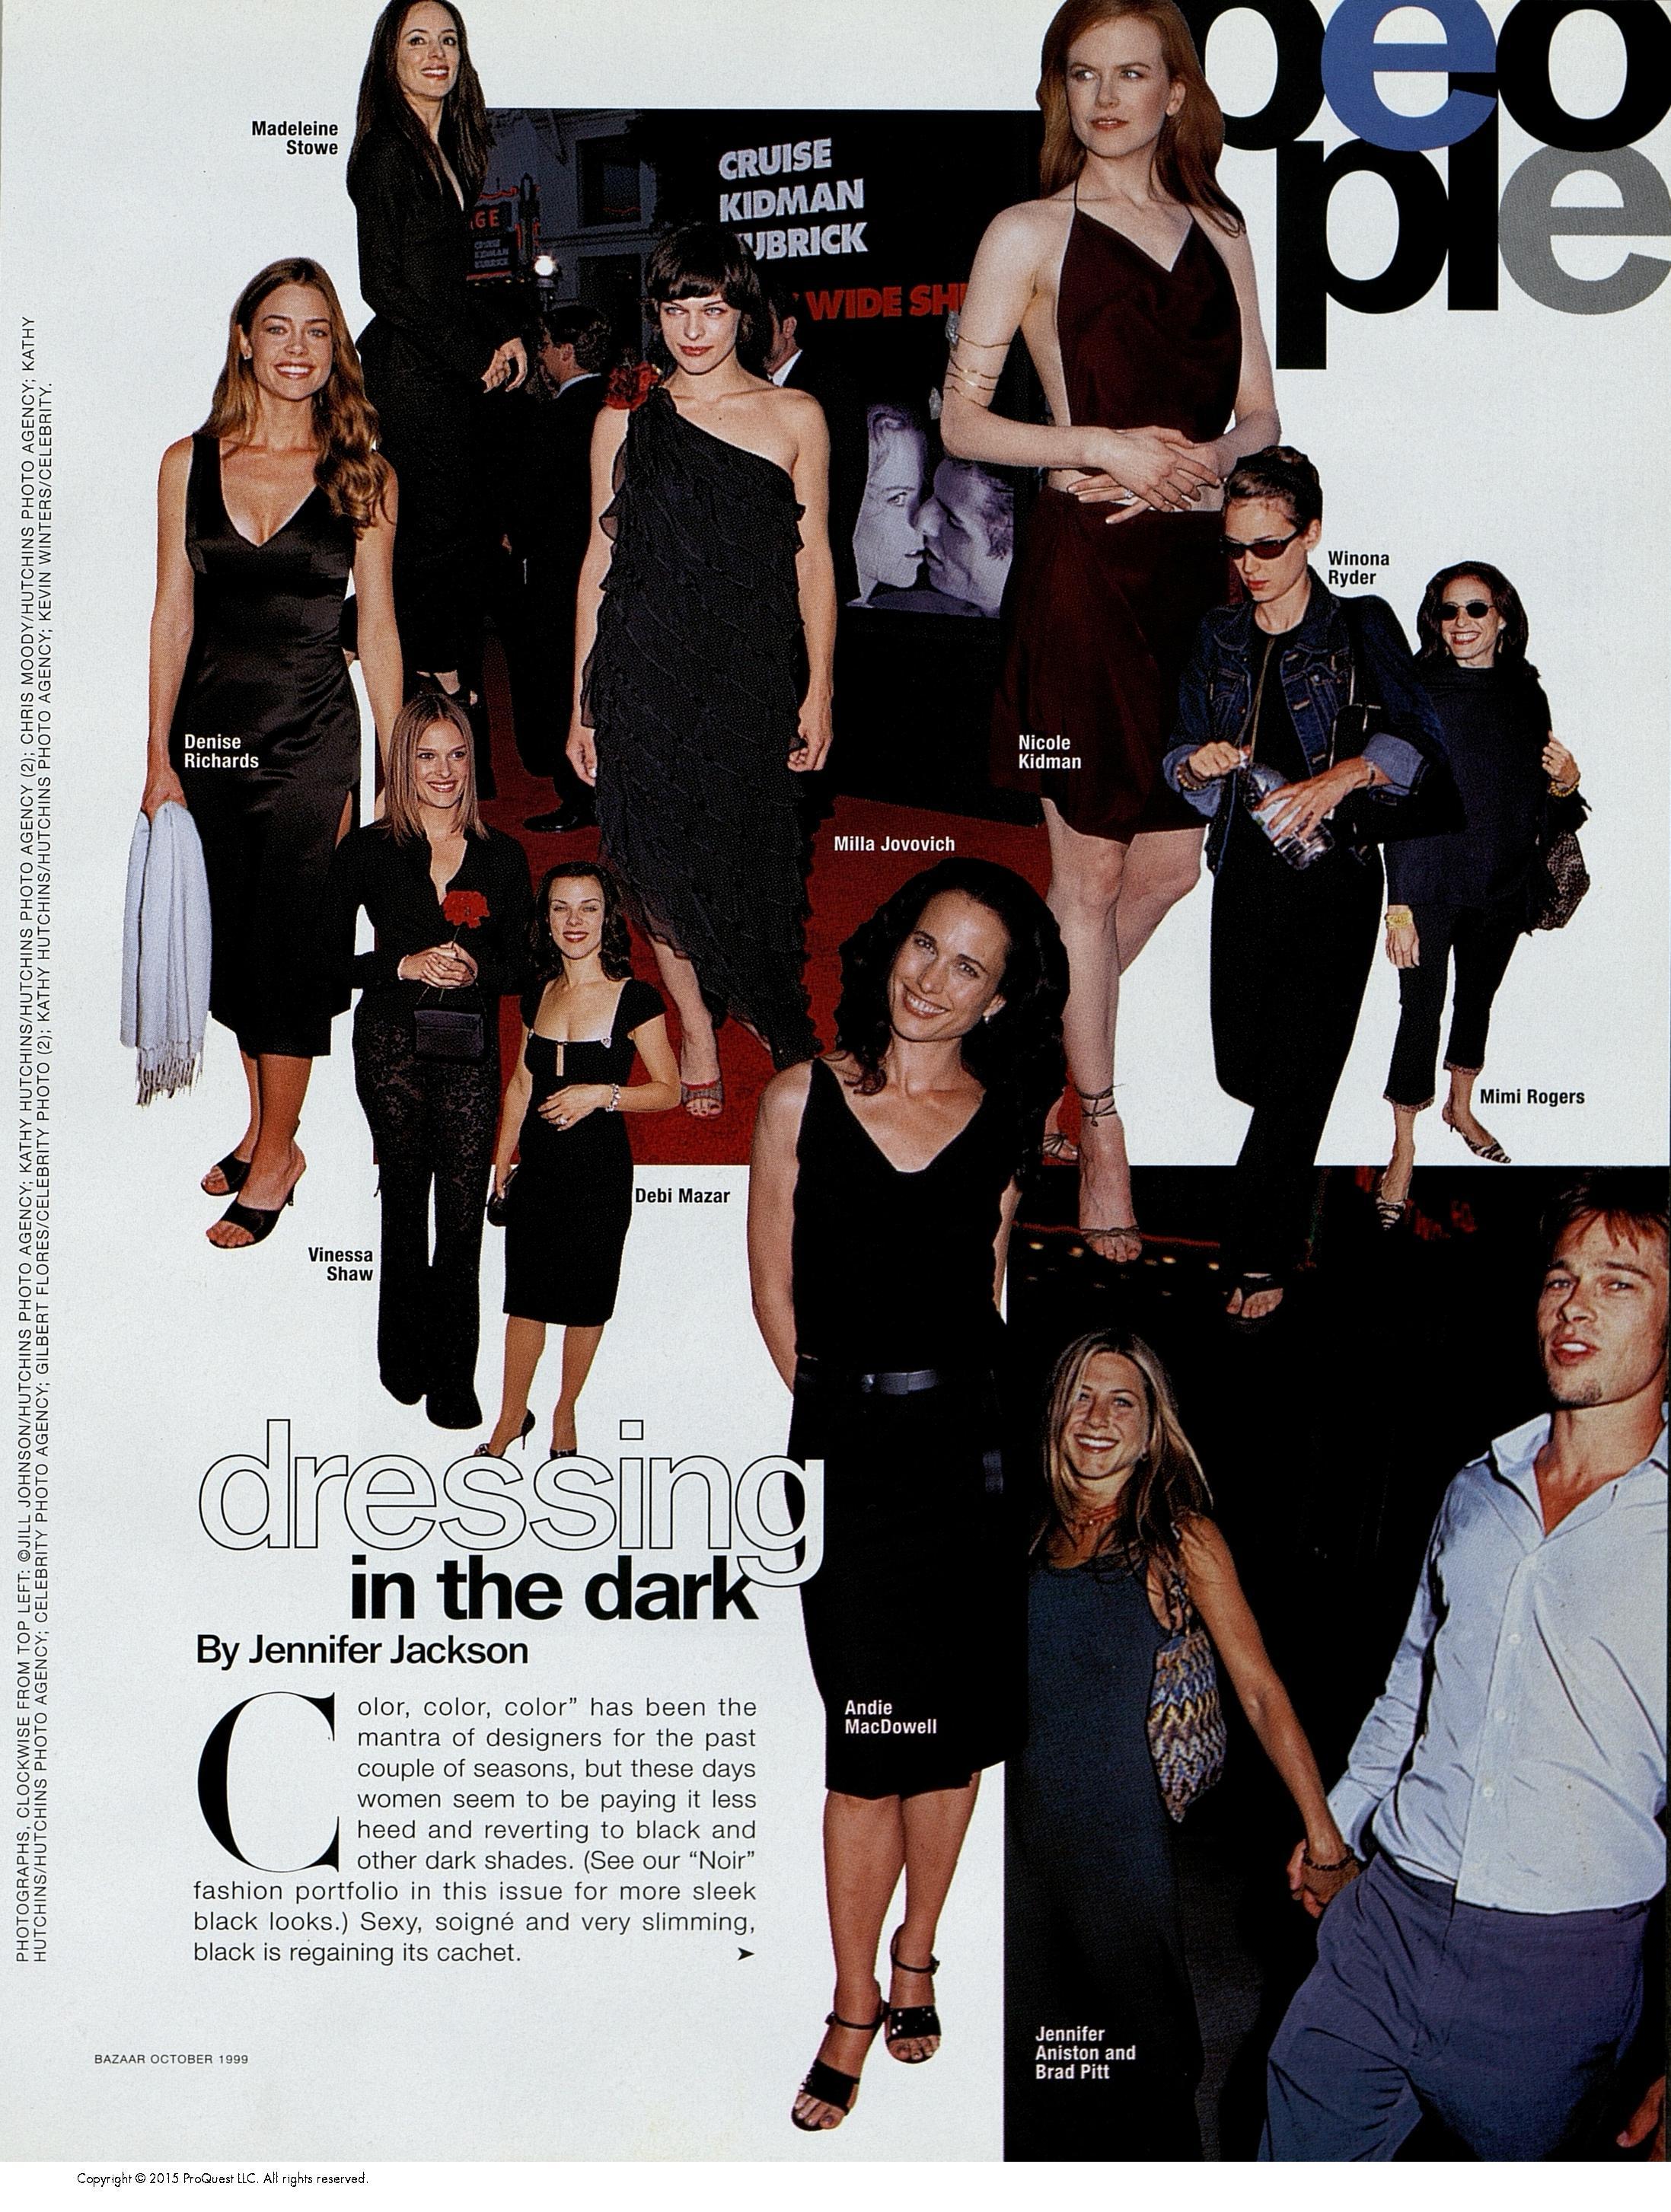 peo
ple
Madeleine
Stowe
CRUISE
KIDMAN
KUBRICK
WIDE SH
GE
CRUISE
KIDMAN
KUBRICK
Denise
Richards
Winona
Ryder
Nicole
Kidman
Milla Jovovich
Mimi Rogers
Debi Mazar
Vinessa
Shaw
dressing
in the dark
By Jennifer Jackson
Color, color, color” has been the
mantra of designers for the past
couple of seasons, but these days
women seem to be paying it less
heed and reverting to black and
other dark shades. (See our “Noir”
fashion portfolio in this issue for more sleek
black looks.) Sexy, soigné and very slimming,
black is regaining its cachet. ➤
Andie
MacDowell
Jennifer
Aniston and
Brad Pitt
BAZAAR OCTOBER 1999
PHOTOGRAPHS, CLOCKWISE FROM TOP LEFT: ©JILL JOHNSON/HUTCHINS PHOTO AGENCY; KATHY HUTCHINS/HUTCHINS PHOTO AGENCY (2); CHRIS MOODY/HUTCHINS PHOTO AGENCY; KATHY
HUTCHINS/HUTCHINS PHOTO AGENCY; CELEBRITY PHOTO AGENCY; GILBERT FLORES/CELEBRITY PHOTO (2); KATHY HUTCHINS/HUTCHINS PHOTO AGENCY; KEVIN WINTERS/CELEBRITY.
Copyright © 2015 ProQuest LLC. All rights reserved.